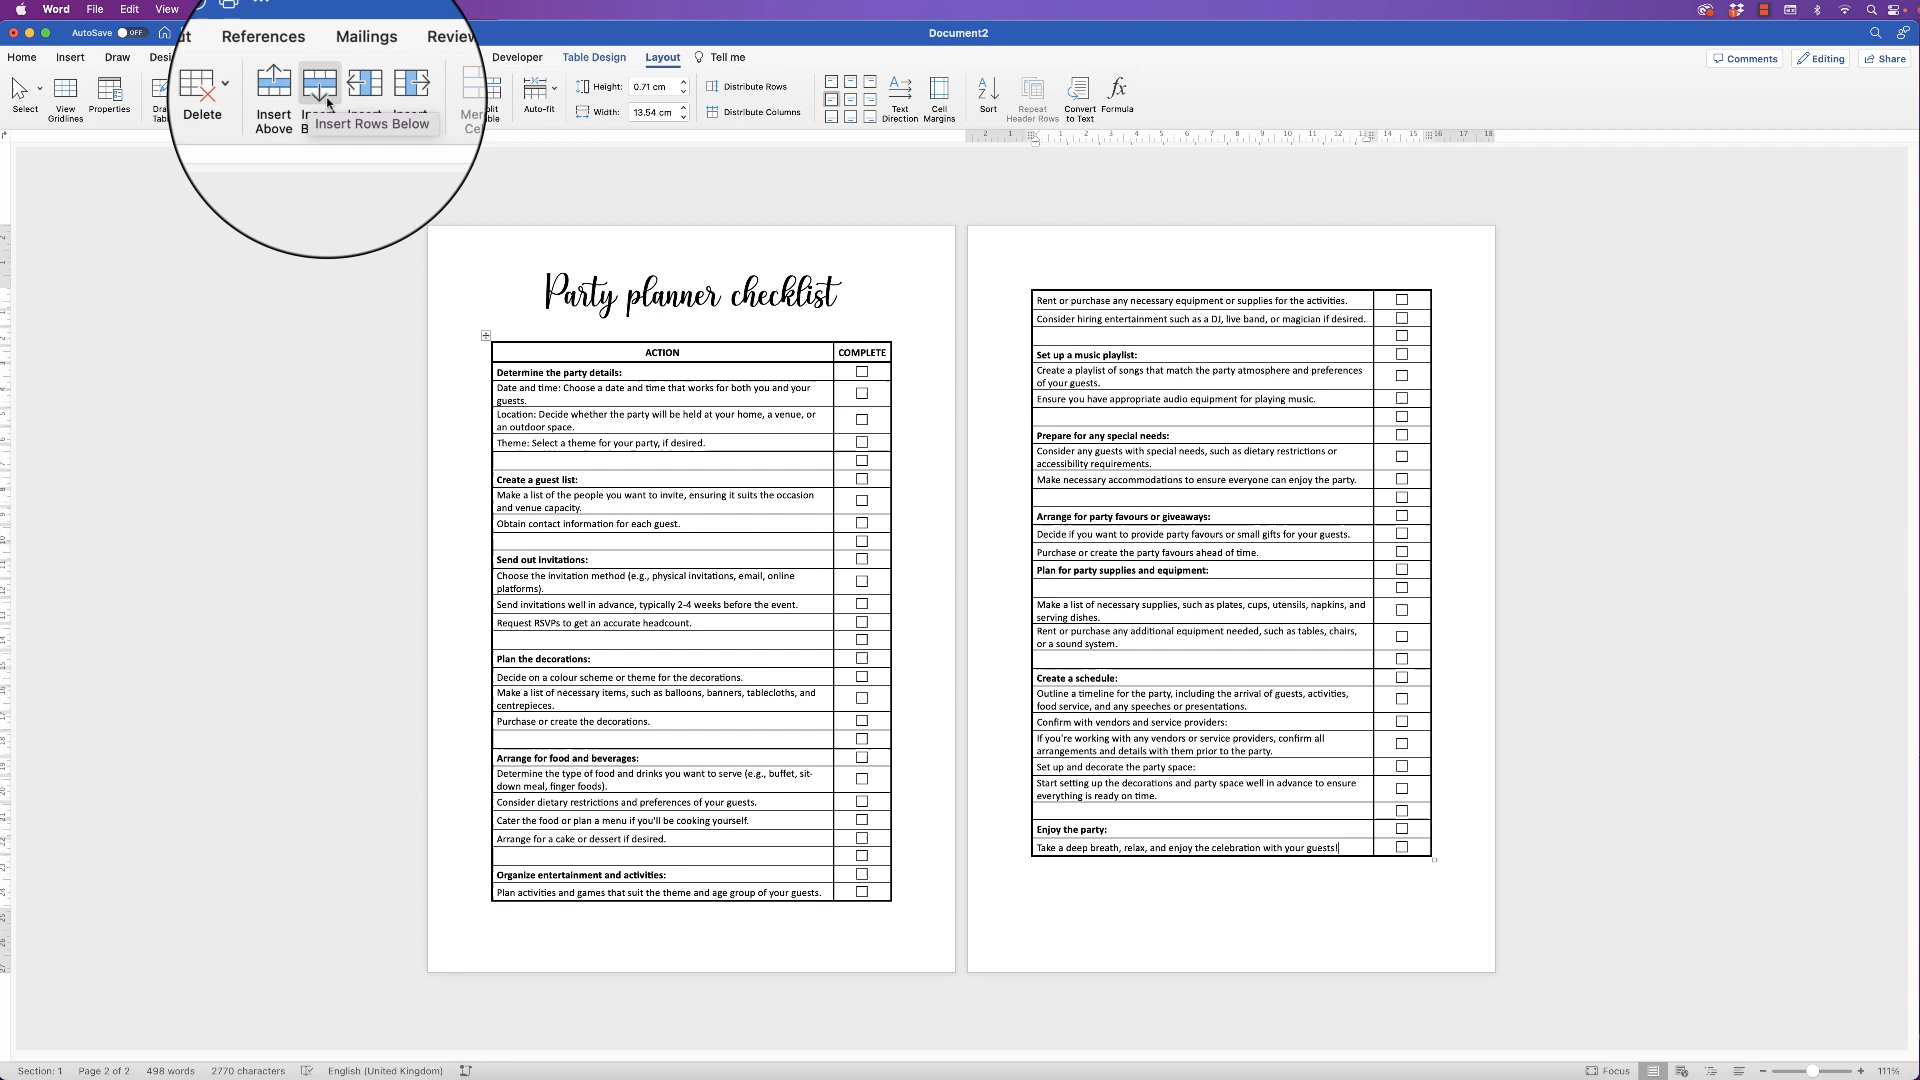 Word File Edit View
AutoSave OFF
Document2
References Mailings Review
Home Insert Draw
Developer Table Design Layout Tell me
Comments Editing Share
Select
View Gridlines
Properties
Delete
Insert Above
Insert Rows Below
Auto-fit
Height: 0.71 cm
Width: 13.54 cm
Distribute Rows
Distribute Columns
Text Direction
Cell Margins
Sort
Repeat Header Rows
Convert to Text
Formula
Party planner checklist
ACTION COMPLETE
Determine the party details:
Date and time: Choose a date and time that works for both you and your
guests.
Location: Decide whether the party will be held at your home, a venue, or
an outdoor space.
Theme: Select a theme for your party, if desired.
Create a guest list:
Make a list of the people you want to invite, ensuring it suits the occasion
and venue capacity.
Obtain contact information for each guest.
Send out invitations:
Choose the invitation method (e.g., physical invitations, email, online
platforms).
Send invitations well in advance, typically 2-4 weeks before the event.
Request RSVPs to get an accurate headcount.
Plan the decorations:
Decide on a colour scheme or theme for the decorations.
Make a list of necessary items, such as balloons, banners, tablecloths, and
centrepieces.
Purchase or create the decorations.
Arrange for food and beverages:
Determine the type of food and drinks you want to serve (e.g., buffet, sit-
down meal, finger foods).
Consider dietary restrictions and preferences of your guests.
Cater the food or plan a menu if you'll be cooking yourself.
Arrange for a cake or dessert if desired.
Organize entertainment and activities:
Plan activities and games that suit the theme and age group of your guests.
Rent or purchase any necessary equipment or supplies for the activities.
Consider hiring entertainment such as a DJ, live band, or magician if desired.
Set up a music playlist:
Create a playlist of songs that match the party atmosphere and preferences
of your guests.
Ensure you have appropriate audio equipment for playing music.
Prepare for any special needs:
Consider any guests with special needs, such as dietary restrictions or
accessibility requirements.
Make necessary accommodations to ensure everyone can enjoy the party.
Arrange for party favours or giveaways:
Decide if you want to provide party favours or small gifts for your guests.
Purchase or create the party favours ahead of time.
Plan for party supplies and equipment:
Make a list of necessary supplies, such as plates, cups, utensils, napkins, and
serving dishes.
Rent or purchase any additional equipment needed, such as tables, chairs,
or a sound system.
Create a schedule:
Outline a timeline for the party, including the arrival of guests, activities,
food service, and any speeches or presentations.
Confirm with vendors and service providers:
If you're working with any vendors or service providers, confirm all
arrangements and details with them prior to the party.
Set up and decorate the party space:
Start setting up the decorations and party space well in advance to ensure
everything is ready on time.
Enjoy the party:
Take a deep breath, relax, and enjoy the celebration with your guests!
Section: 1 Page 2 of 2 498 words 2770 characters English (United Kingdom) Focus 111%